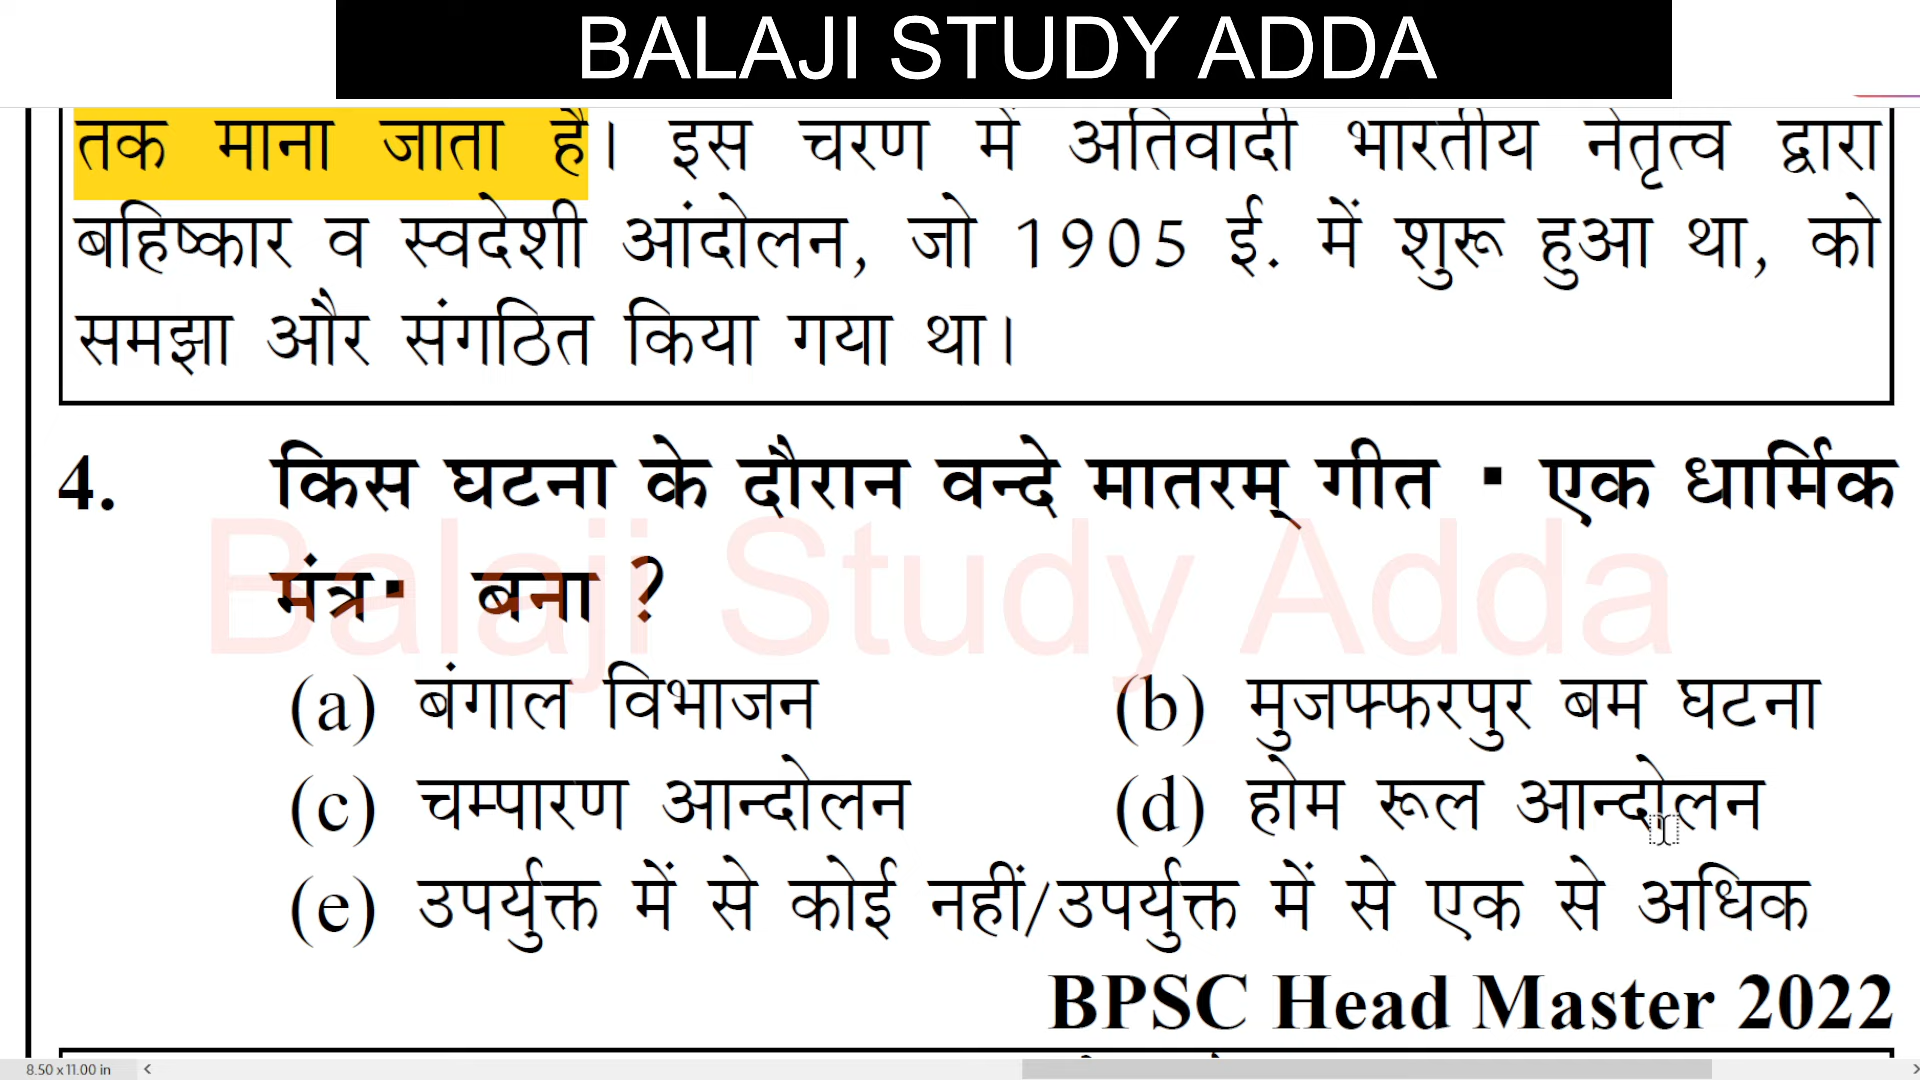 BALAJI STUDY ADDA
तक माना जाता है। इस चरण में अतिवादी भारतीय नेतृत्व द्वारा
बहिष्कार व स्वदेशी आंदोलन, जो 1905 ई. में शुरू हुआ था, को
समझा और संगठित किया गया था।
4. किस घटना के दौरान वन्दे मातरम् गीत ▪ एक धार्मिक
मंत्र▪ बना ?
Balaji Study Adda
(a) बंगाल विभाजन (b) मुजफ्फरपुर बम घटना
(c) चम्पारण आन्दोलन (d) होम रूल आन्दोलन
(e) उपर्युक्त में से कोई नहीं/उपर्युक्त में से एक से अधिक
BPSC Head Master 2022
8.50 x 11.00 in